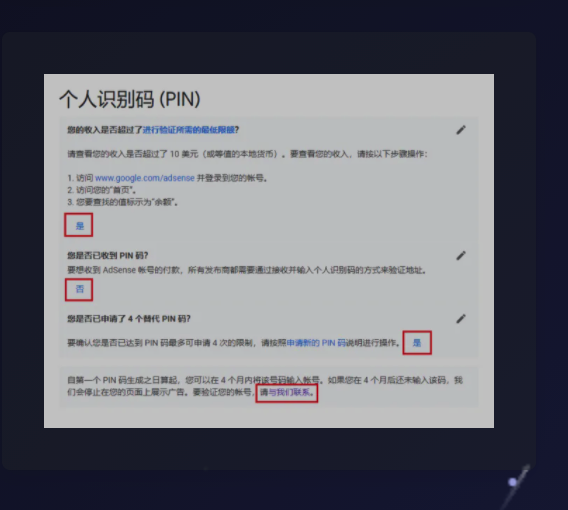 个人识别码 (PIN)
您的收入是否超过了进行验证所需的最低限额?
请查看您的收入是否超过了 10 美元（或等值的本地货币）。要查看您的收入，请按以下步骤操作：
1. 访问 www.google.com/adsense 并登录到您的帐号。
2. 访问您的“首页”。
3. 您要查找的值标示为“余额”。
是
您是否已收到 PIN 码?
要想收到 AdSense 帐号的付款，所有发布商都需要通过接收并输入个人识别码的方式来验证地址。
否
您是否已申请了 4 个替代 PIN 码?
要确认您是否已达到 PIN 码最多可申请 4 次的限制，请按照申请新的 PIN 码说明进行操作。 是
自第一个 PIN 码生成之日算起，您可以在 4 个月内将该号码输入帐号。如果您在 4 个月后还未输入该码，我
们会停止在您的页面上展示广告。要验证您的帐号，请与我们联系。